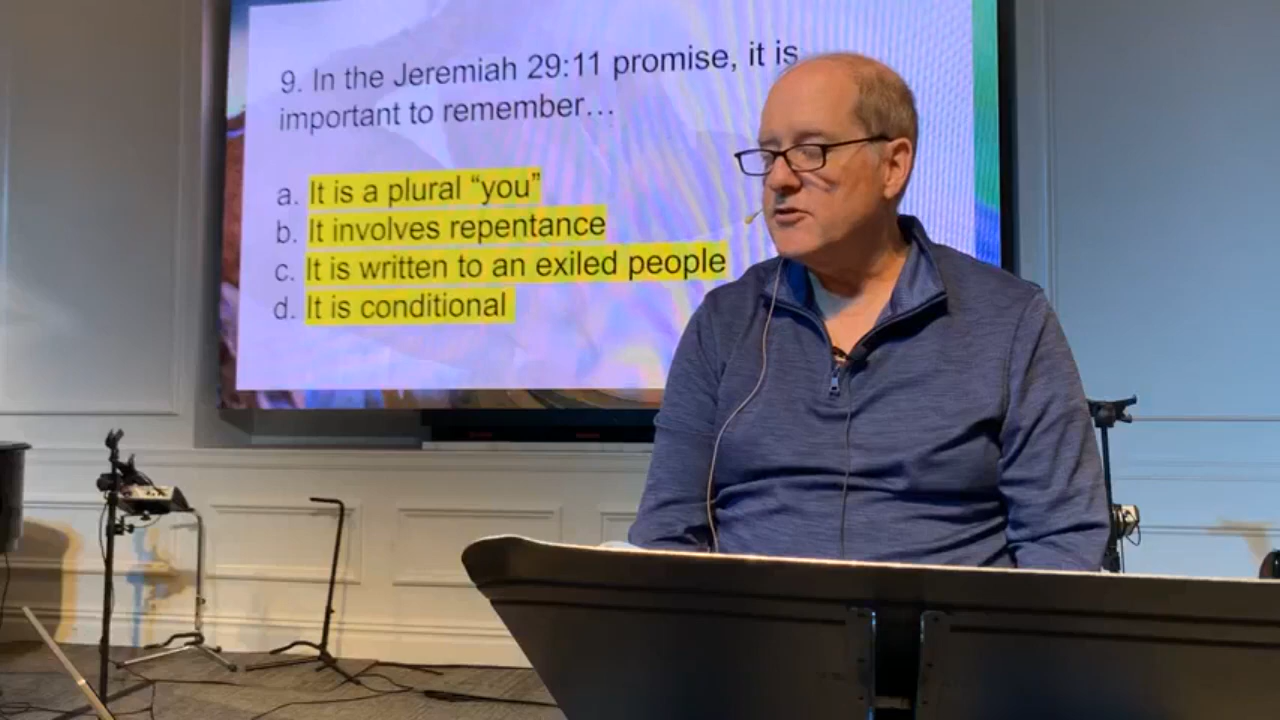 9. In the Jeremiah 29:11 promise, it is
important to remember…
a. It is a plural “you”
b. It involves repentance
c. It is written to an exiled people
d. It is conditional